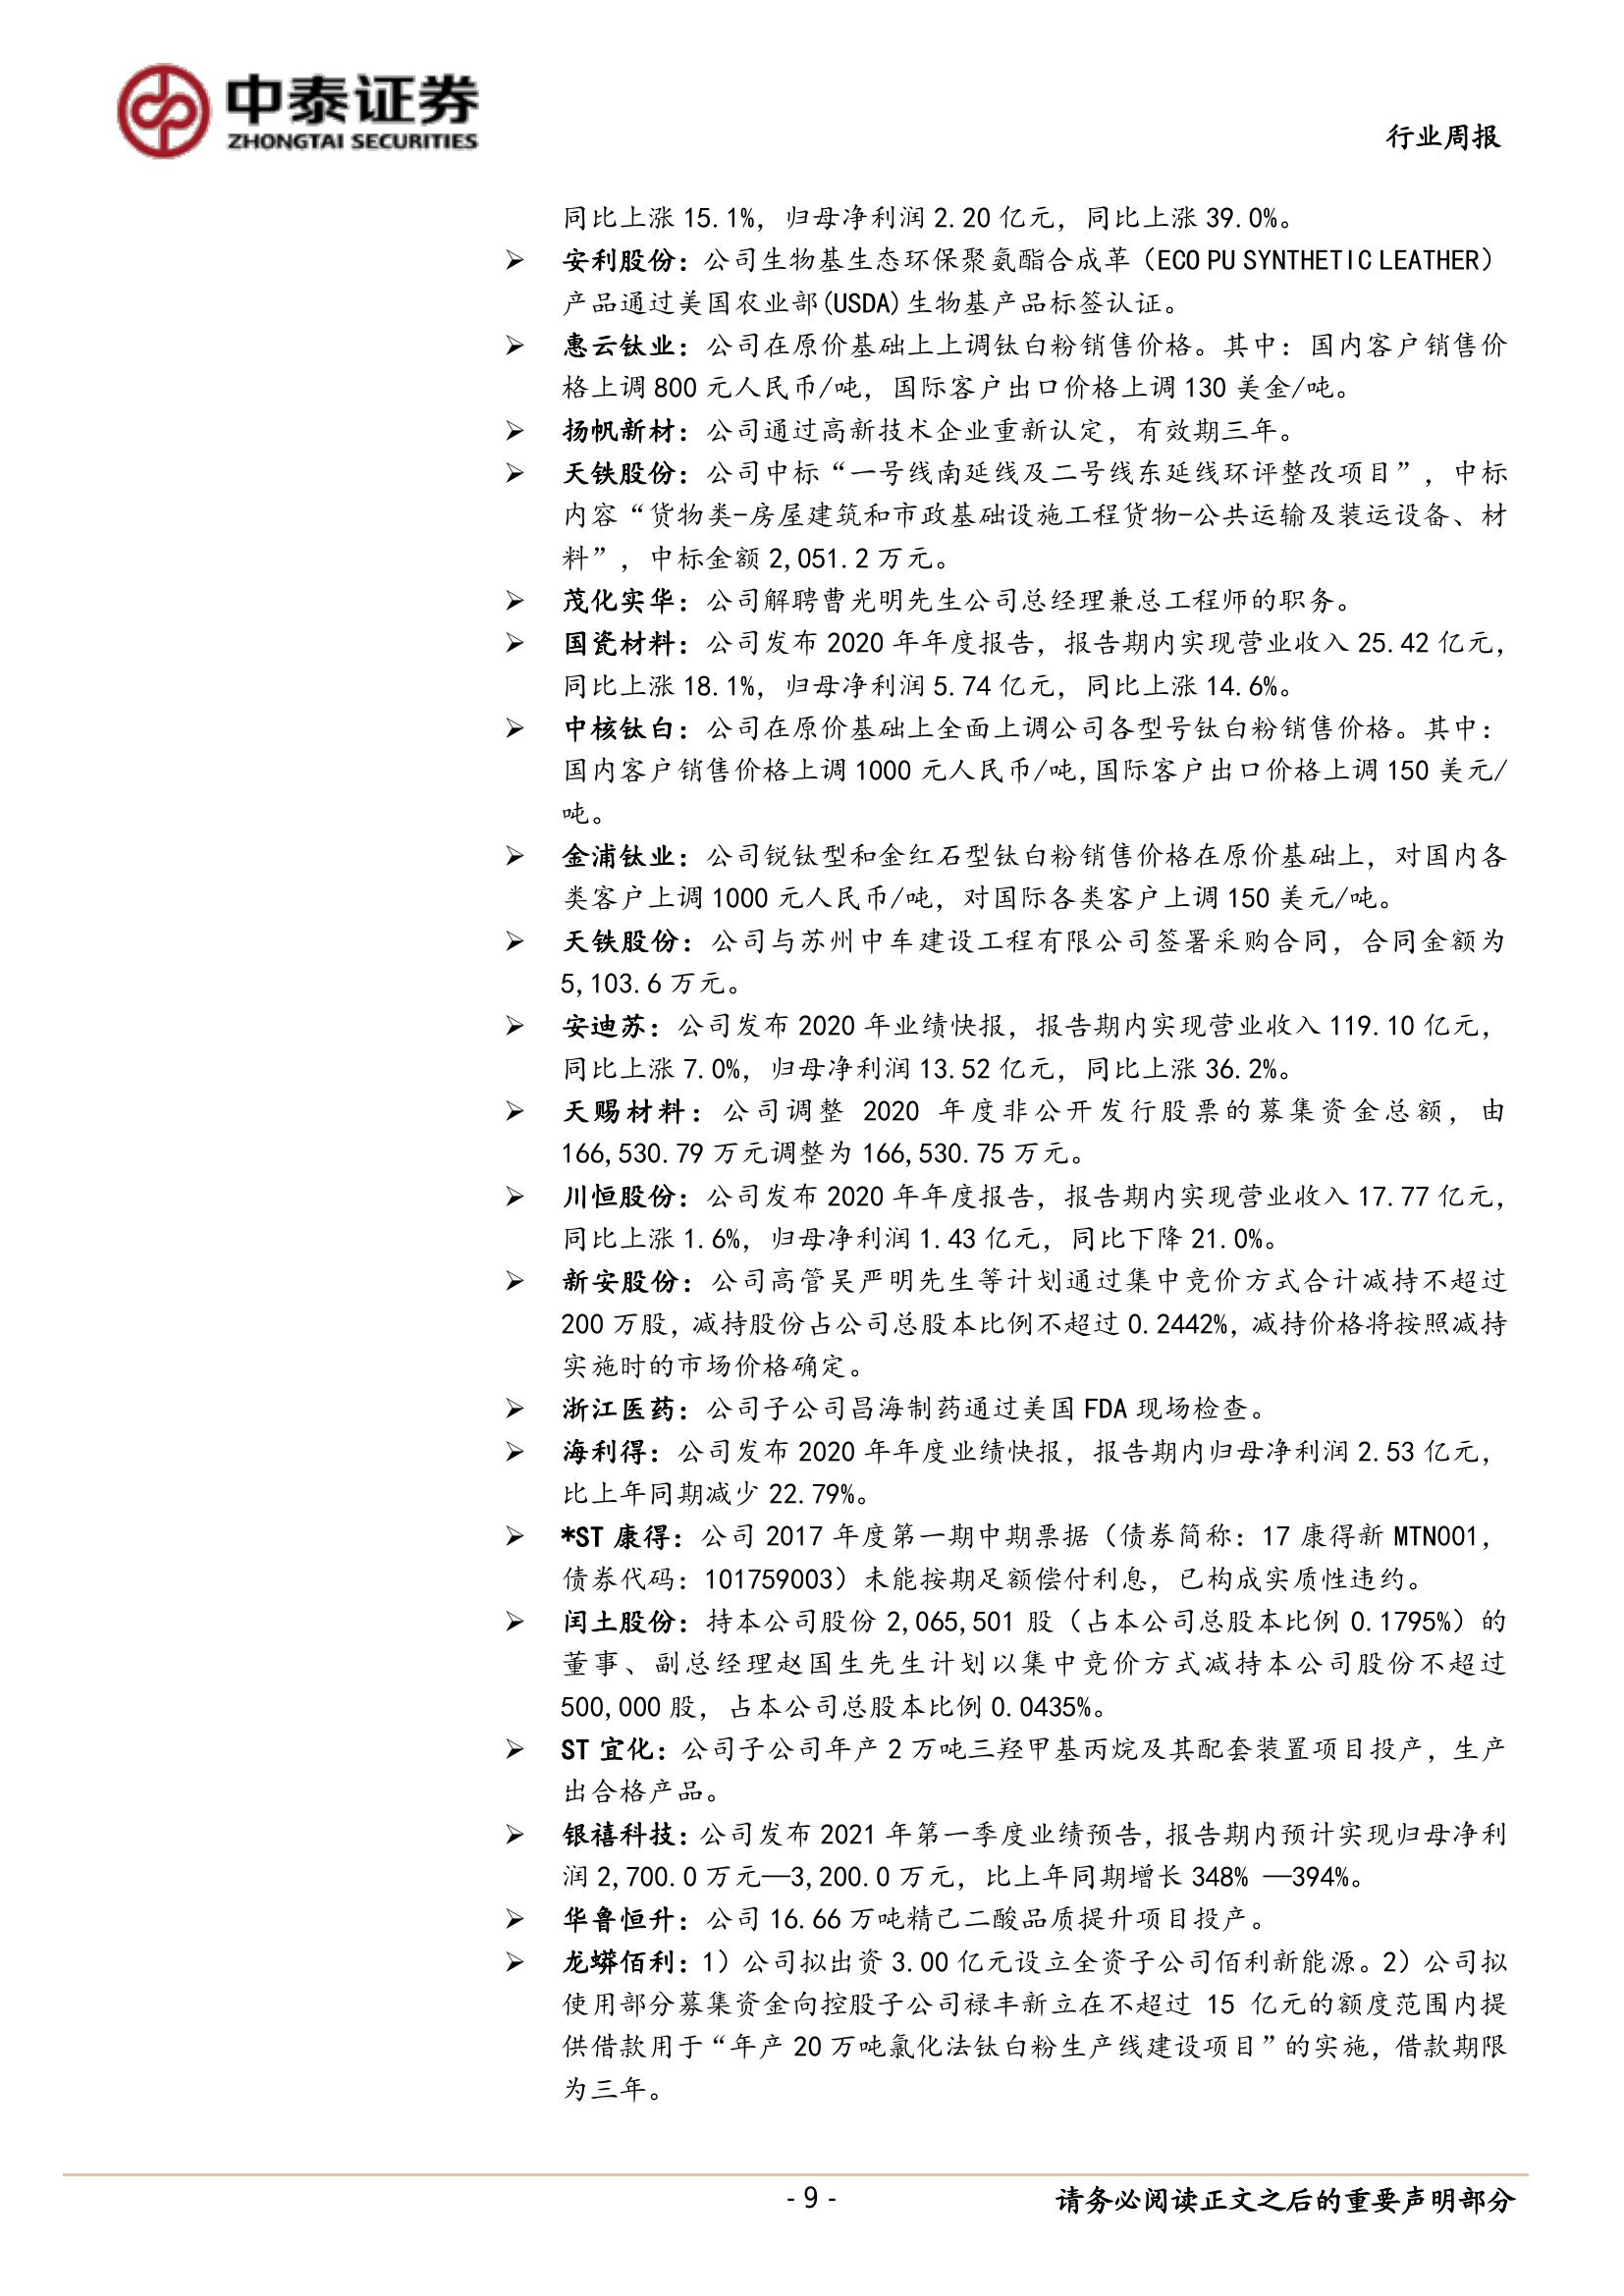 中泰证券
ZHONGTAI SECURITIES
行业周报
同比上涨 15.1%，归母净利润 2.20 亿元，同比上涨 39.0%。
➢ 安利股份：公司生物基生态环保聚氨酯合成革（ECO PU SYNTHETIC LEATHER）
产品通过美国农业部(USDA)生物基产品标签认证。
➢ 惠云钛业：公司在原价基础上上调钛白粉销售价格。其中：国内客户销售价
格上调 800 元人民币/吨，国际客户出口价格上调 130 美金/吨。
➢ 扬帆新材：公司通过高新技术企业重新认定，有效期三年。
➢ 天铁股份：公司中标“一号线南延线及二号线东延线环评整改项目”，中标
内容“货物类-房屋建筑和市政基础设施工程货物-公共运输及装运设备、材
料”，中标金额 2,051.2 万元。
➢ 茂化实华：公司解聘曹光明先生公司总经理兼总工程师的职务。
➢ 国瓷材料：公司发布 2020 年年度报告，报告期内实现营业收入 25.42 亿元，
同比上涨 18.1%，归母净利润 5.74 亿元，同比上涨 14.6%。
➢ 中核钛白：公司在原价基础上全面上调公司各型号钛白粉销售价格。其中：
国内客户销售价格上调 1000 元人民币/吨,国际客户出口价格上调 150 美元/
吨。
➢ 金浦钛业：公司锐钛型和金红石型钛白粉销售价格在原价基础上，对国内各
类客户上调 1000 元人民币/吨，对国际各类客户上调 150 美元/吨。
➢ 天铁股份：公司与苏州中车建设工程有限公司签署采购合同，合同金额为
5,103.6 万元。
➢ 安迪苏：公司发布 2020 年业绩快报，报告期内实现营业收入 119.10 亿元，
同比上涨 7.0%，归母净利润 13.52 亿元，同比上涨 36.2%。
➢ 天赐材料：公司调整 2020 年度非公开发行股票的募集资金总额，由
166,530.79 万元调整为 166,530.75 万元。
➢ 川恒股份：公司发布 2020 年年度报告，报告期内实现营业收入 17.77 亿元，
同比上涨 1.6%，归母净利润 1.43 亿元，同比下降 21.0%。
➢ 新安股份：公司高管吴严明先生等计划通过集中竞价方式合计减持不超过
200 万股，减持股份占公司总股本比例不超过 0.2442%，减持价格将按照减持
实施时的市场价格确定。
➢ 浙江医药：公司子公司昌海制药通过美国 FDA 现场检查。
➢ 海利得：公司发布 2020 年年度业绩快报，报告期内归母净利润 2.53 亿元，
比上年同期减少 22.79%。
➢ *ST 康得：公司 2017 年度第一期中期票据（债券简称：17 康得新 MTN001，
债券代码：101759003）未能按期足额偿付利息，已构成实质性违约。
➢ 闰土股份：持本公司股份 2,065,501 股（占本公司总股本比例 0.1795%）的
董事、副总经理赵国生先生计划以集中竞价方式减持本公司股份不超过
500,000 股，占本公司总股本比例 0.0435%。
➢ ST 宜化：公司子公司年产 2 万吨三羟甲基丙烷及其配套装置项目投产，生产
出合格产品。
➢ 银禧科技：公司发布 2021 年第一季度业绩预告，报告期内预计实现归母净利
润 2,700.0 万元—3,200.0 万元，比上年同期增长 348% —394%。
➢ 华鲁恒升：公司 16.66 万吨精己二酸品质提升项目投产。
➢ 龙蟒佰利：1）公司拟出资 3.00 亿元设立全资子公司佰利新能源。2）公司拟
使用部分募集资金向控股子公司禄丰新立在不超过 15 亿元的额度范围内提
供借款用于“年产 20 万吨氯化法钛白粉生产线建设项目”的实施，借款期限
为三年。
- 9 -
请务必阅读正文之后的重要声明部分